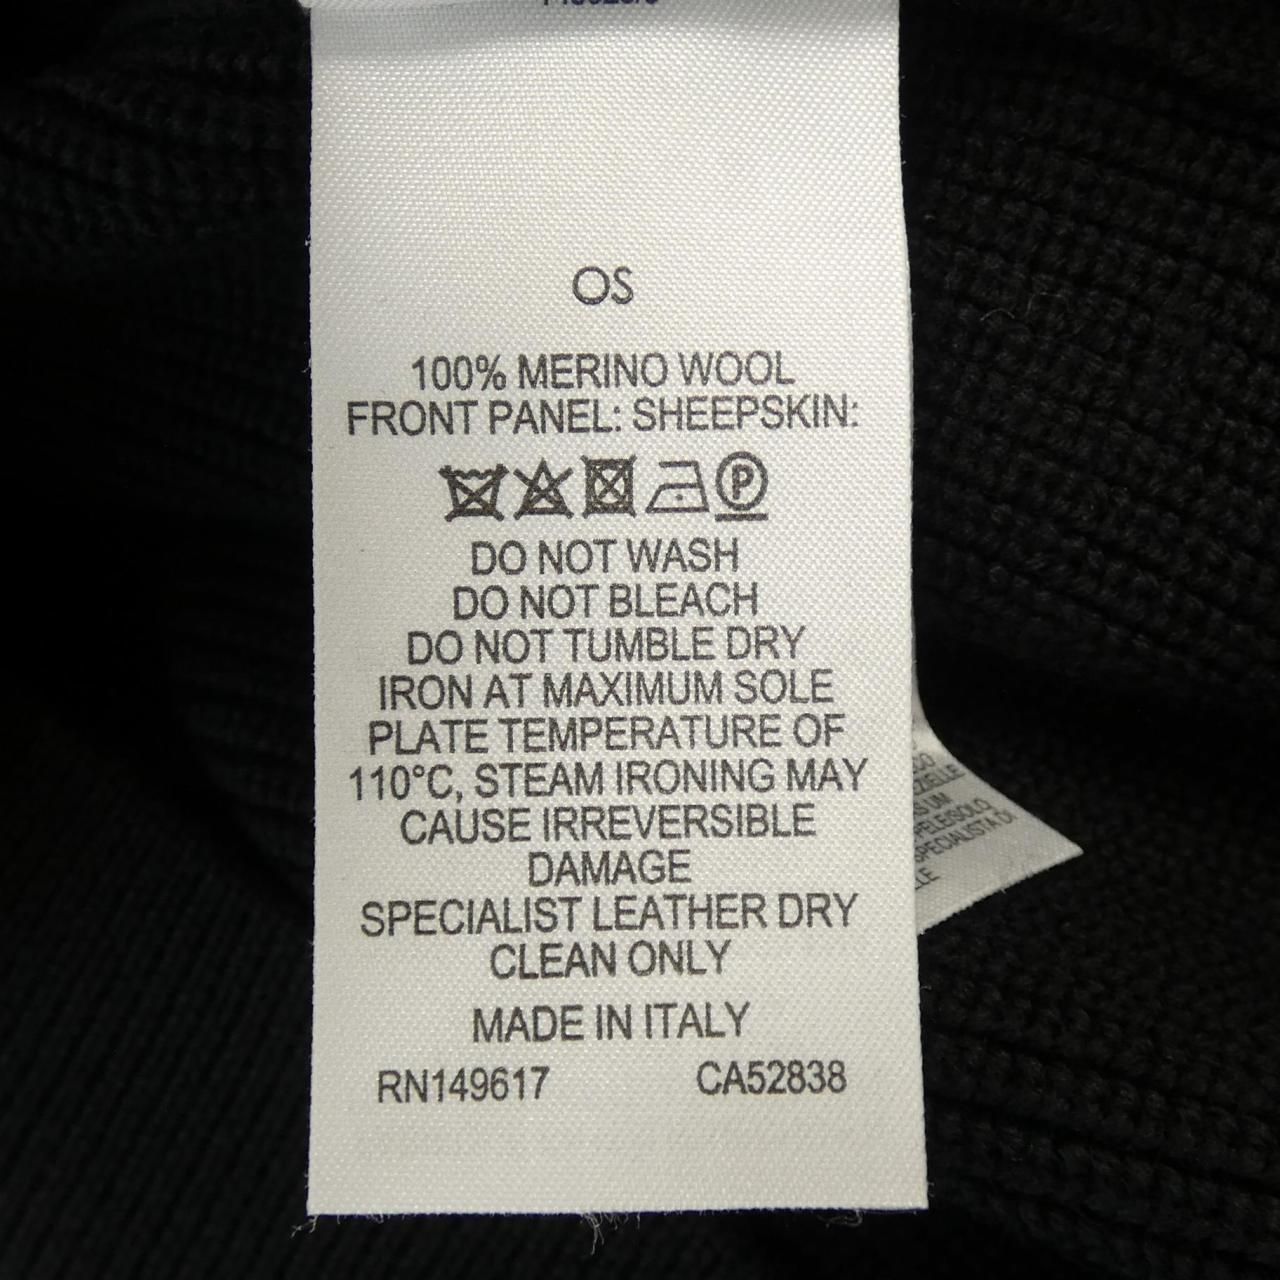 OS
100% MERINO WOOL
FRONT PANEL: SHEEPSKIN:
P
DO NOT WASH
DO NOT BLEACH
DO NOT TUMBLE DRY
IRON AT MAXIMUM SOLE
PLATE TEMPERATURE OF
110°C, STEAM IRONING MAY
CAUSE IRREVERSIBLE
DAMAGE
SPECIALIST LEATHER DRY
CLEAN ONLY
MADE IN ITALY
RN149617 CA52838